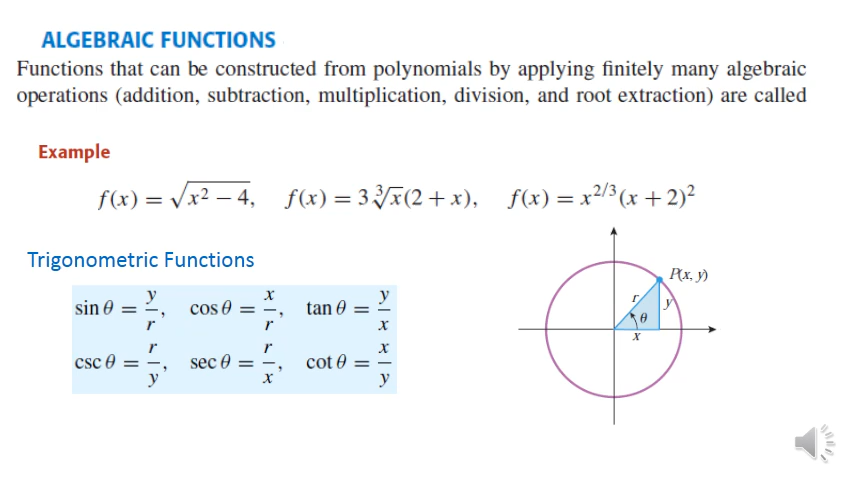 ALGEBRAIC FUNCTIONS
Functions that can be constructed from polynomials by applying finitely many algebraic
operations (addition, subtraction, multiplication, division, and root extraction) are called
Example
f(x) = √(x² − 4), f(x) = 3∛x(2 + x), f(x) = x^{2/3}(x + 2)²
Trigonometric Functions
sin θ = y/r, cos θ = x/r, tan θ = y/x
csc θ = r/y, sec θ = r/x, cot θ = x/y
P(x, y)
r
y
θ
x